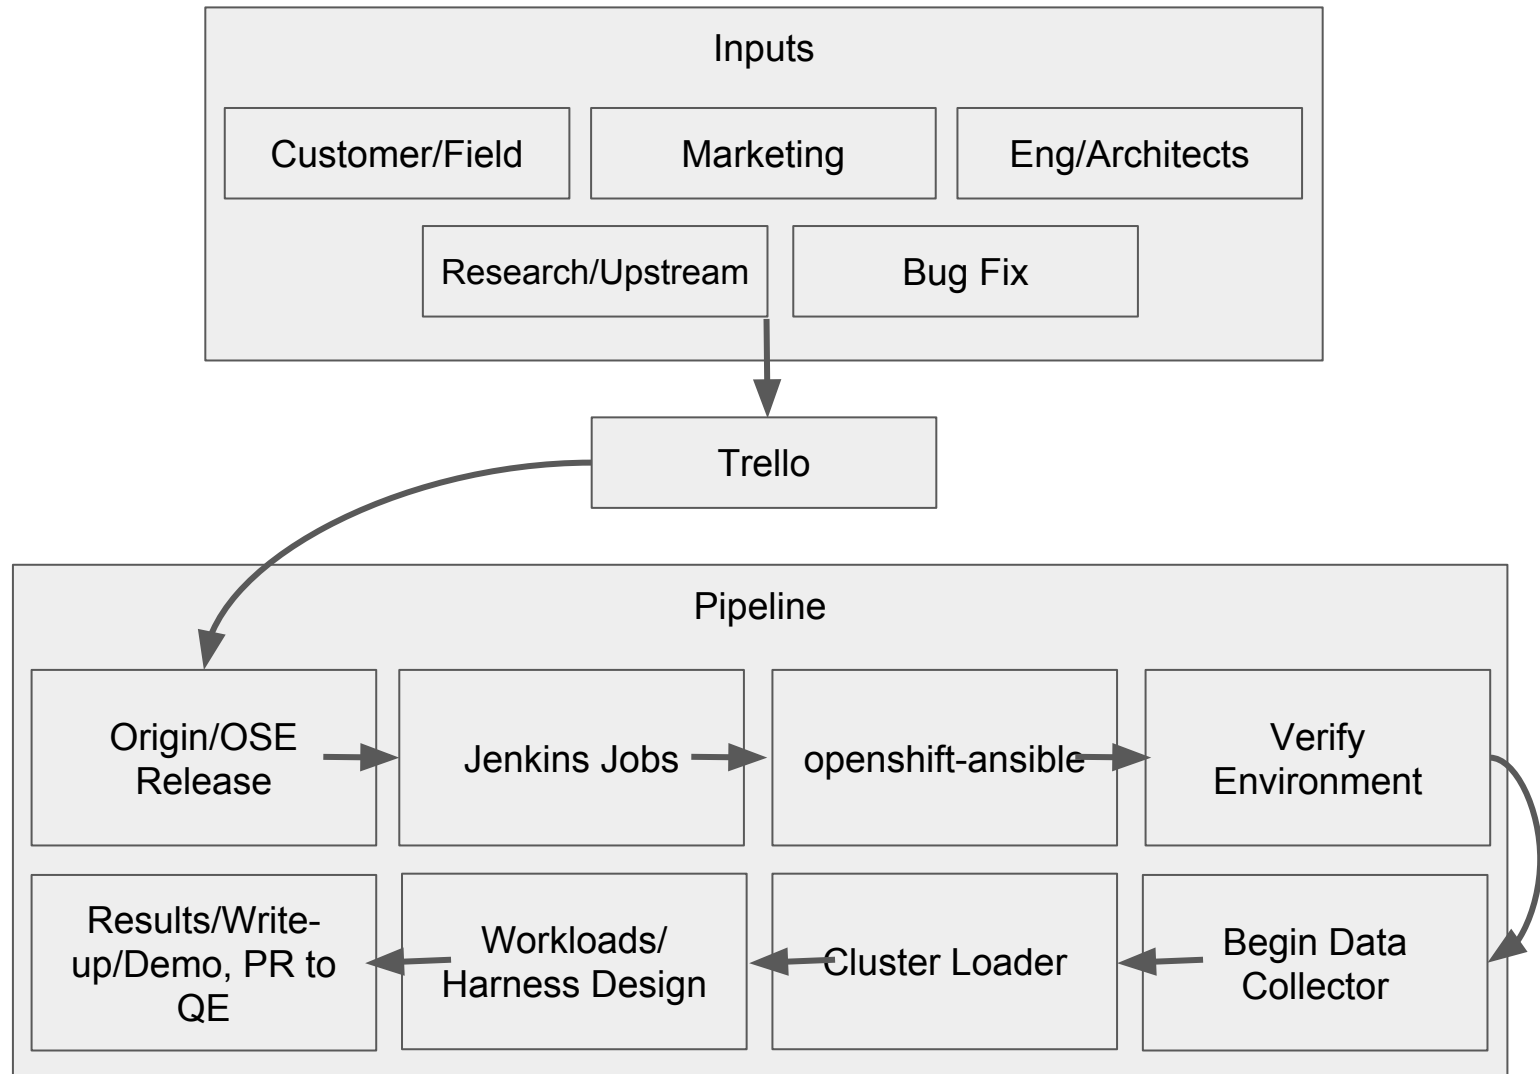 Inputs
Customer/Field
Marketing
Eng/Architects
Research/Upstream
Bug Fix
Trello
Pipeline
Origin/OSE
Release
Jenkins Jobs
openshift-ansible
Verify
Environment
Results/Write-
up/Demo, PR to
QE
Workloads/
Harness Design
Cluster Loader
Begin Data
Collector